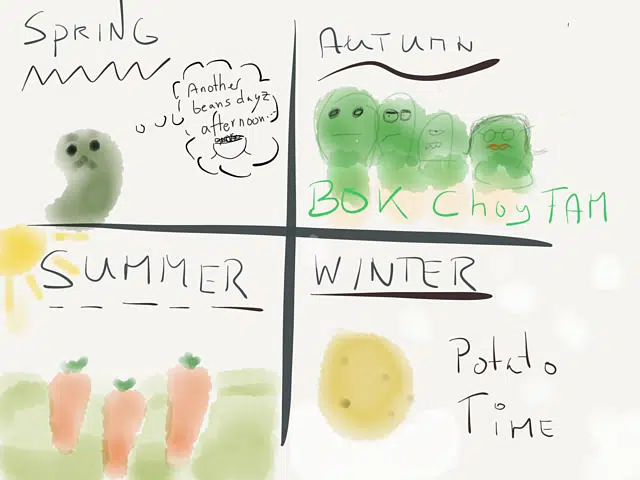 SPRING
Another
beans dayz
afternoon...
AUTUMN
BOK Choy FAM
SUMMER
WINTER
Potato
TIME